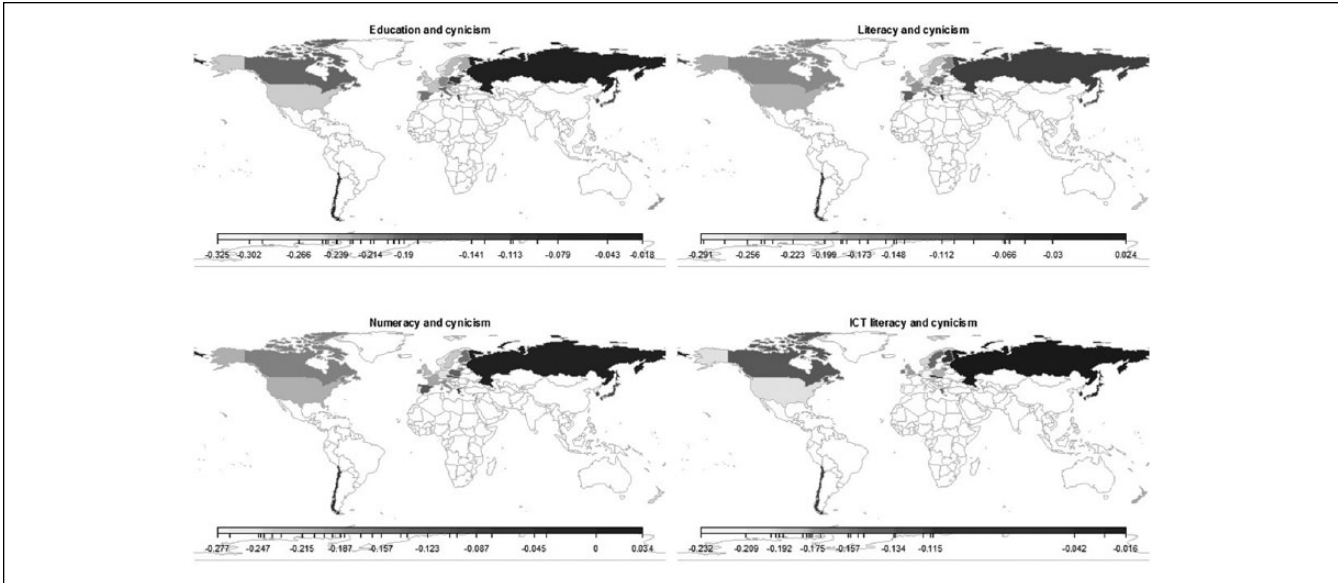 Education and cynicism
-0.325 -0.302 -0.266 -0.239 -0.214 -0.19 -0.141 -0.113 -0.079 -0.043 -0.018
Literacy and cynicism
-0.291 -0.256 -0.223 -0.199 -0.173 -0.148 -0.112 -0.066 -0.03 0.024
Numeracy and cynicism
-0.277 -0.247 -0.215 -0.187 -0.157 -0.123 -0.087 -0.045 0 0.034
ICT literacy and cynicism
-0.232 -0.209 -0.192 -0.175 -0.157 -0.134 -0.115 -0.042 -0.016